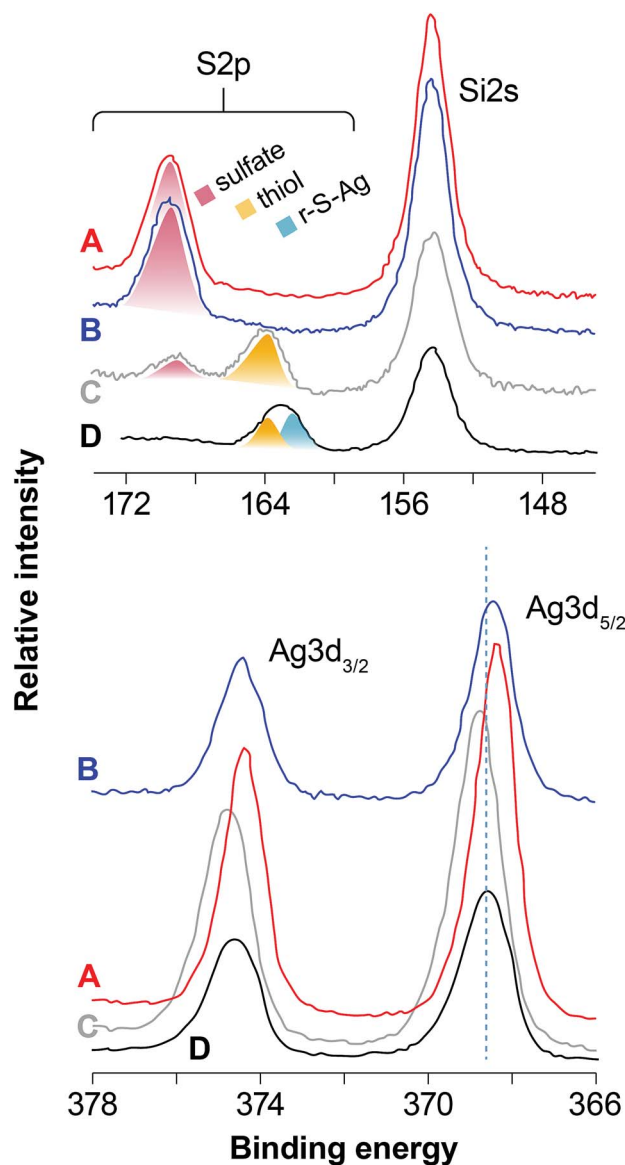 S2p
Si2s
sulfate
thiol
r-S-Ag
A
B
C
D
172 164 156 148
Relative intensity
Ag3d5/2
Ag3d3/2
B
A
C
D
378 374 370 366
Binding energy